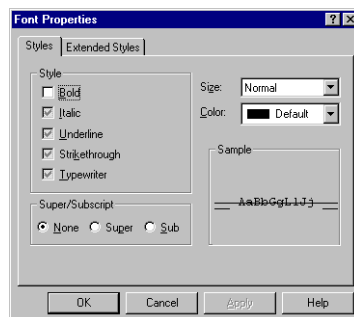 Font Properties
Styles Extended Styles
Style
Bold
Italic
Underline
Strikethrough
Typewriter
Size: Normal
Color: Default
Sample
AaBbGgLlJj
Super/Subscript
None Super Sub
OK Cancel Apply Help